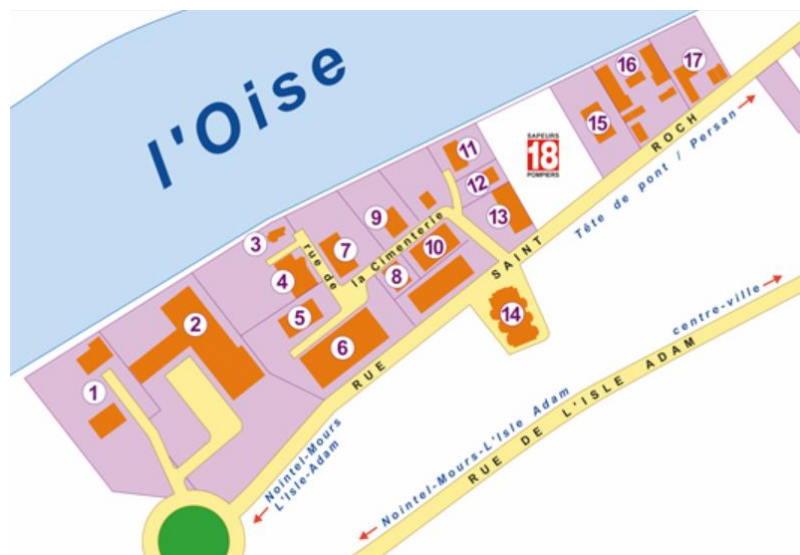 l'Oise
16
17
15
SAPEURS
18
POMPIERS
ROCH
Tête de pont / Persan
11
12
13
9
10
3
7
rue de
la Cimenterie
4
8
SAINT
5
14
2
6
centre-ville
RUE
1
Nointel-Mours
L'Isle-Adam
Nointel-Mours-L'Isle Adam
RUE DE L'ISLE ADAM